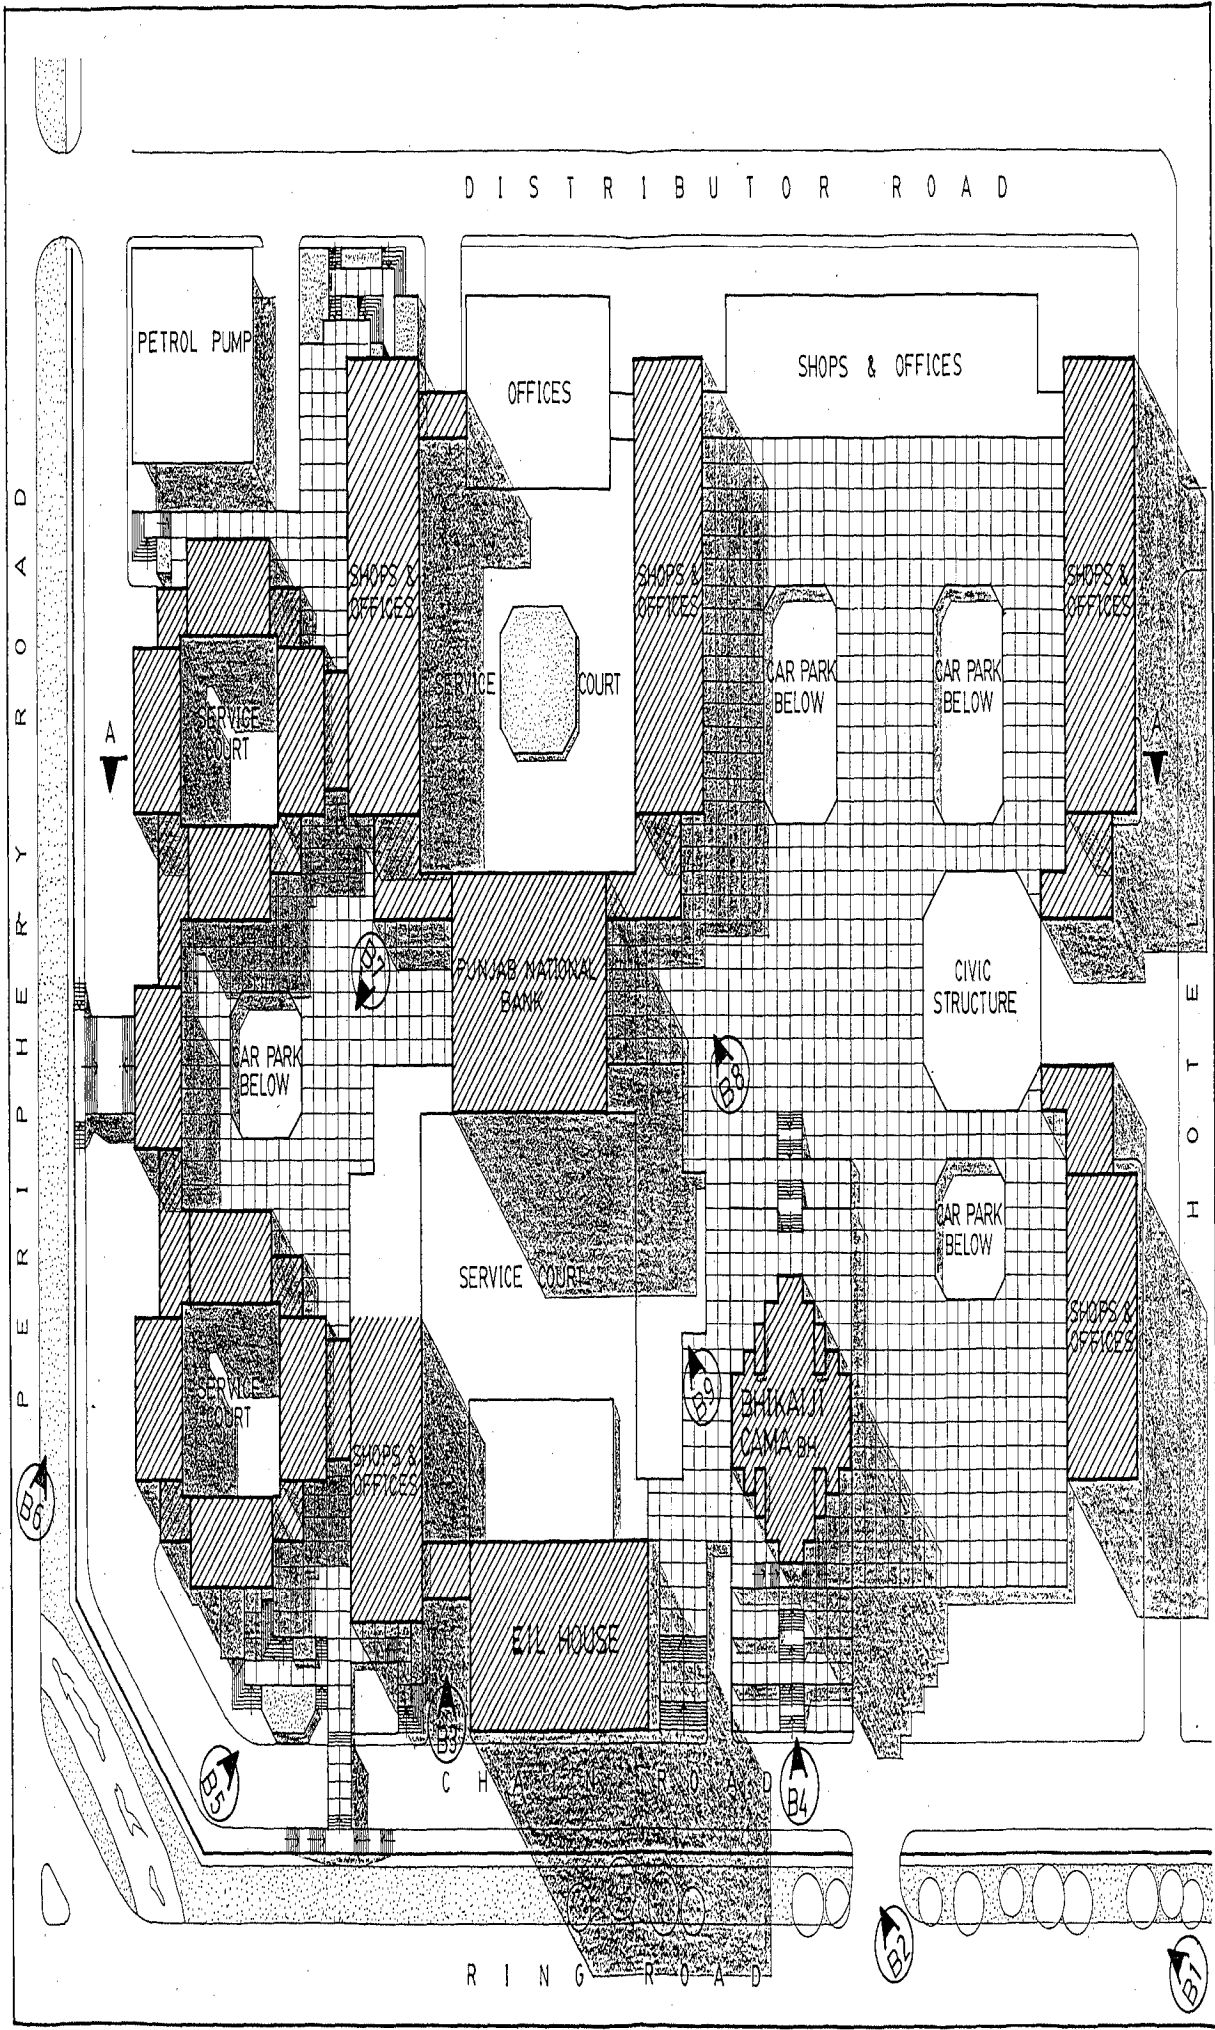 DISTRIBUTOR ROAD
PERIPHERY ROAD
PETROL PUMP
OFFICES
SHOPS & OFFICES
SHOPS &
OFFICES
SHOPS &
OFFICES
SHOPS &
OFFICES
SERVICE COURT
CAR PARK
BELOW
CAR PARK
BELOW
SERVICE
COURT
A
A
B7
PUNJAB NATIONAL
BANK
CIVIC
STRUCTURE
HOTEL
CAR PARK
BELOW
B8
CAR PARK
BELOW
SERVICE COURT
SHOPS &
OFFICES
SERVICE
COURT
B9
BHIKAIJI
CAMA BH.
SHOPS &
OFFICES
B6
EIL HOUSE
B3
B5
B4
ROAD
B2
B1
RING ROAD